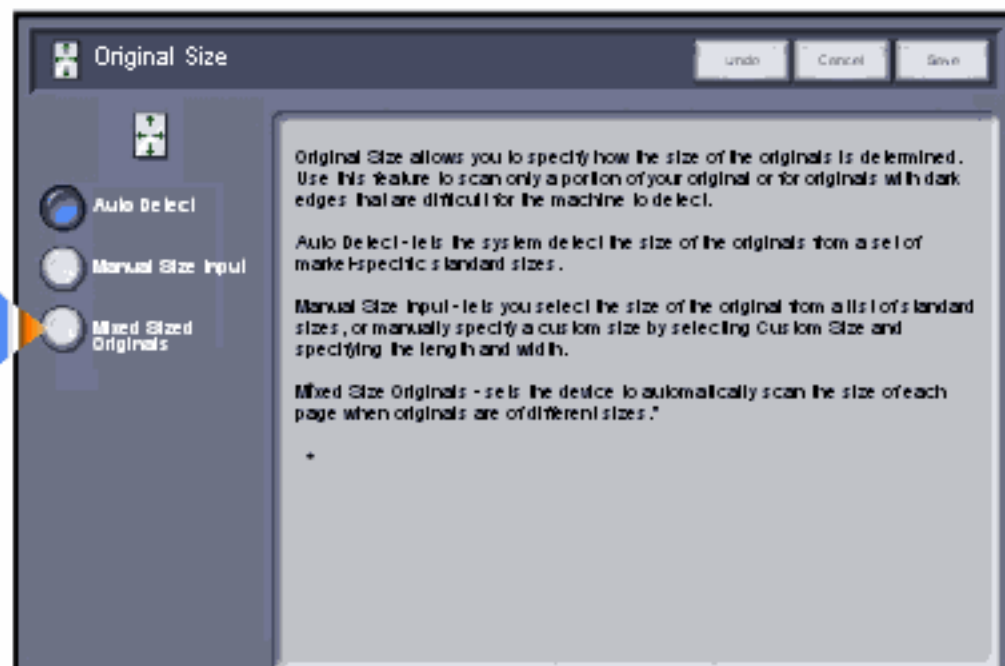 Original Size
Undo Cancel Save
Auto Detect
Manual Size Input
Mixed Sized
Originals
Original Size allows you to specify how the size of the originals is determined.
Use this feature to scan only a portion of your original or for originals with dark
edges that are difficult for the machine to detect.
Auto Detect - lets the system detect the size of the originals from a set of
market-specific standard sizes.
Manual Size Input - lets you select the size of the original from a list of standard
sizes, or manually specify a custom size by selecting Custom Size and
specifying the length and width.
Mixed Size Originals - sets the device to automatically scan the size of each
page when originals are of different sizes."